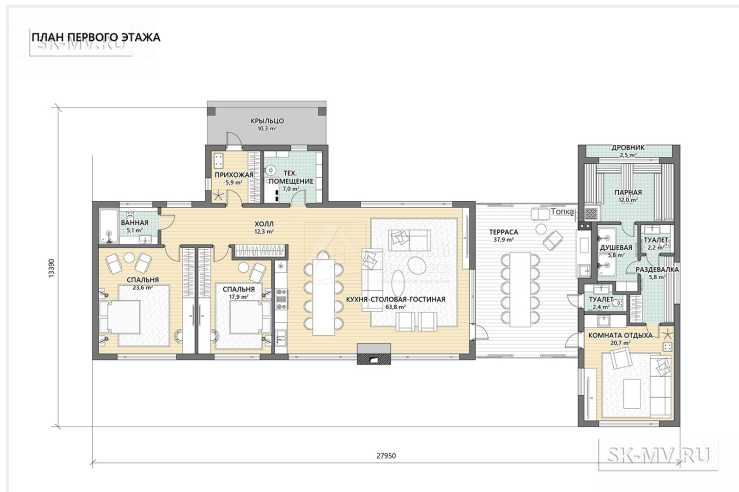 ПЛАН ПЕРВОГО ЭТАЖА
SK-MV.RU
КРЫЛЬЦО
10.3 m²
ПРИХОЖАЯ
5,9 m²
ТЕХ.
ПОМЕЩЕНИЕ
7,0 m²
ДРОВНИК
2,5 m²
ПАРНАЯ
12,0 m²
ВАННАЯ
5,1 m²
ХОЛЛ
12,3 m²
Топка
ТЕРРАСА
37,9 m²
ДУШЕВАЯ
5,8 m²
ТУАЛЕТ
2,2 m²
РАЗДЕВАЛКА
5,8 m²
СПАЛЬНЯ
23,6 m²
СПАЛЬНЯ
17,9 m²
КУХНЯ-СТОЛОВАЯ-ГОСТИНАЯ
63,8 m²
ТУАЛЕТ
2,4 m²
КОМНАТА ОТДЫХА
20,7 m²
13390
27950
SK-MV.RU